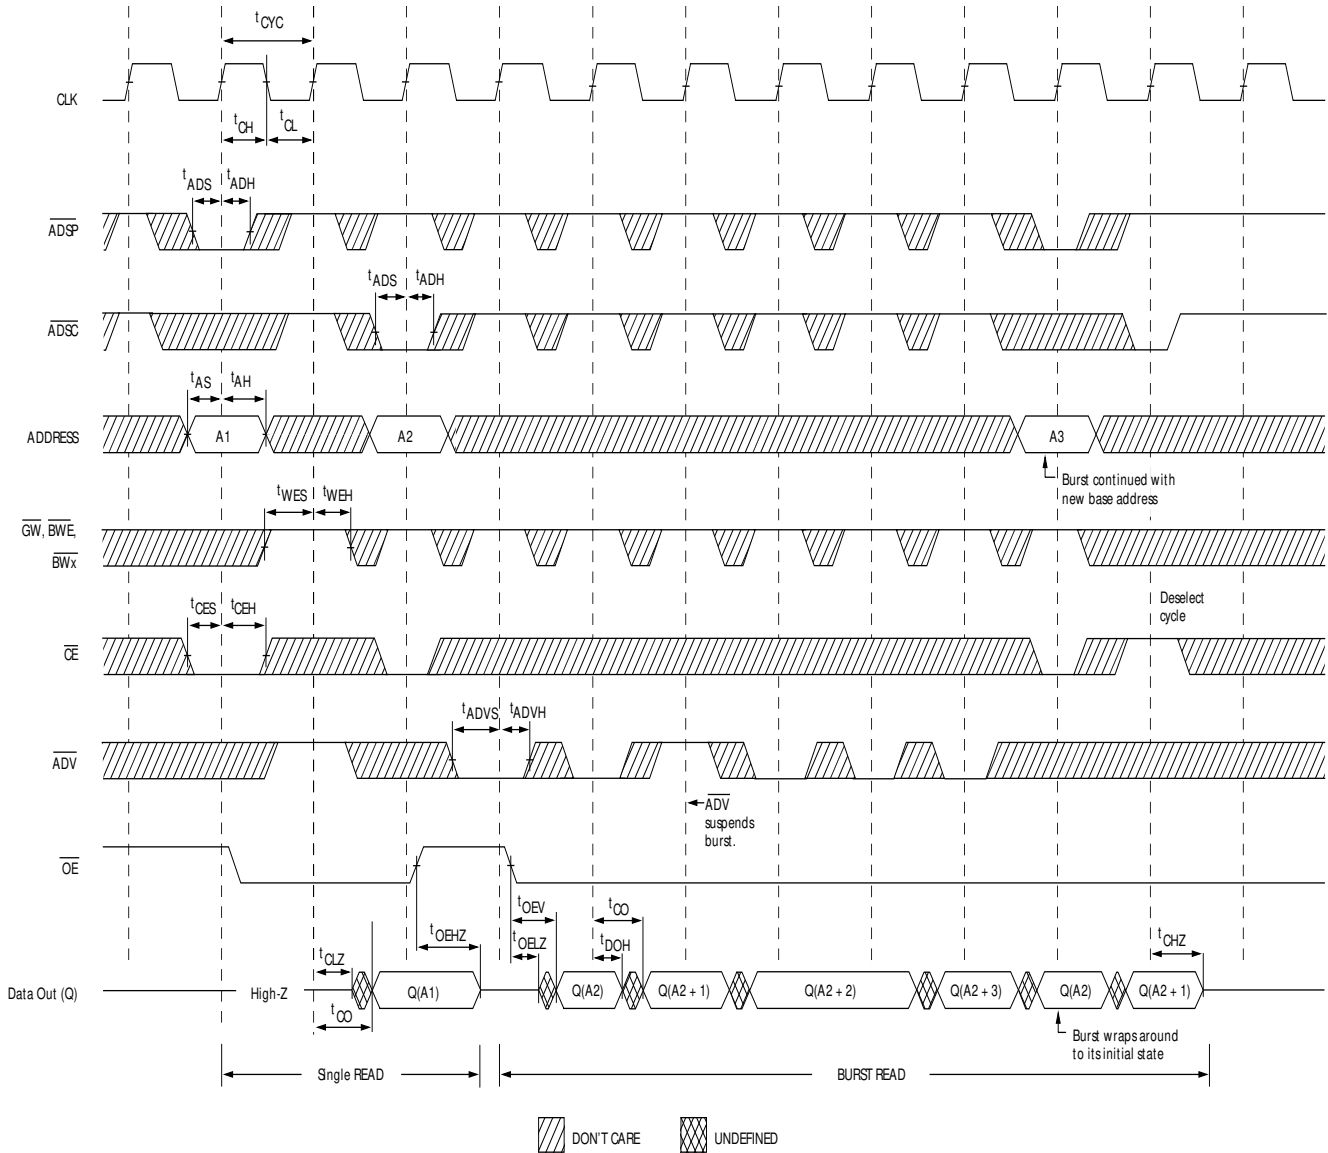 tCYC
CLK
tCH
tCL
tADS
tADH
ADSP
tADS
tADH
ADSC
tAS
tAH
ADDRESS
A1
A2
A3
Burst continued with
new base address
tWES
tWEH
GW, BWE,
BWx
Deselect
cycle
tCES
tCEH
CE
tADVS
tADVH
ADV
ADV
suspends
burst.
OE
tOEV
tCO
tOEHZ
tOELZ
tDOH
tCHZ
tCLZ
Data Out (Q)
High-Z
Q(A1)
Q(A2)
Q(A2 + 1)
Q(A2 + 2)
Q(A2 + 3)
Q(A2)
Q(A2 + 1)
tCO
Burst wraps around
to its initial state
Single READ
BURST READ
DON'T CARE
UNDEFINED